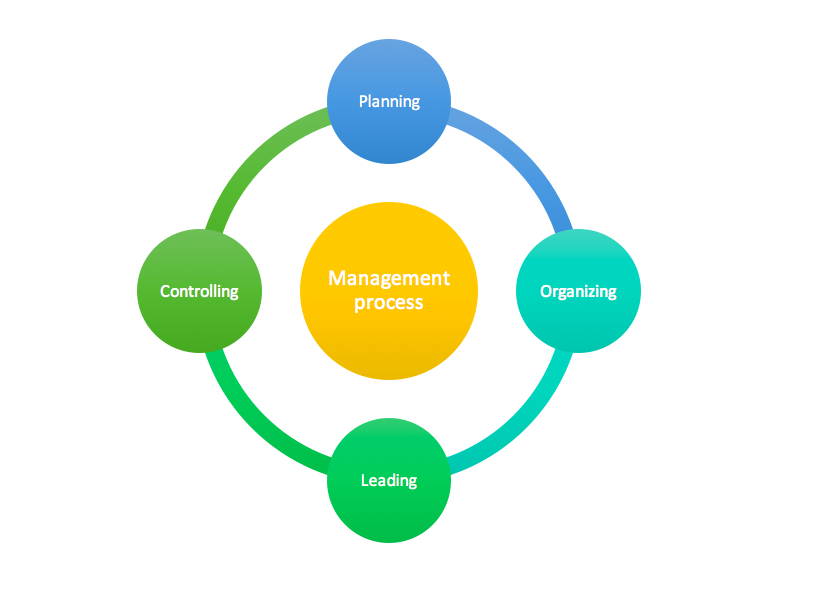 Planning
Management
process
Controlling
Organizing
Leading